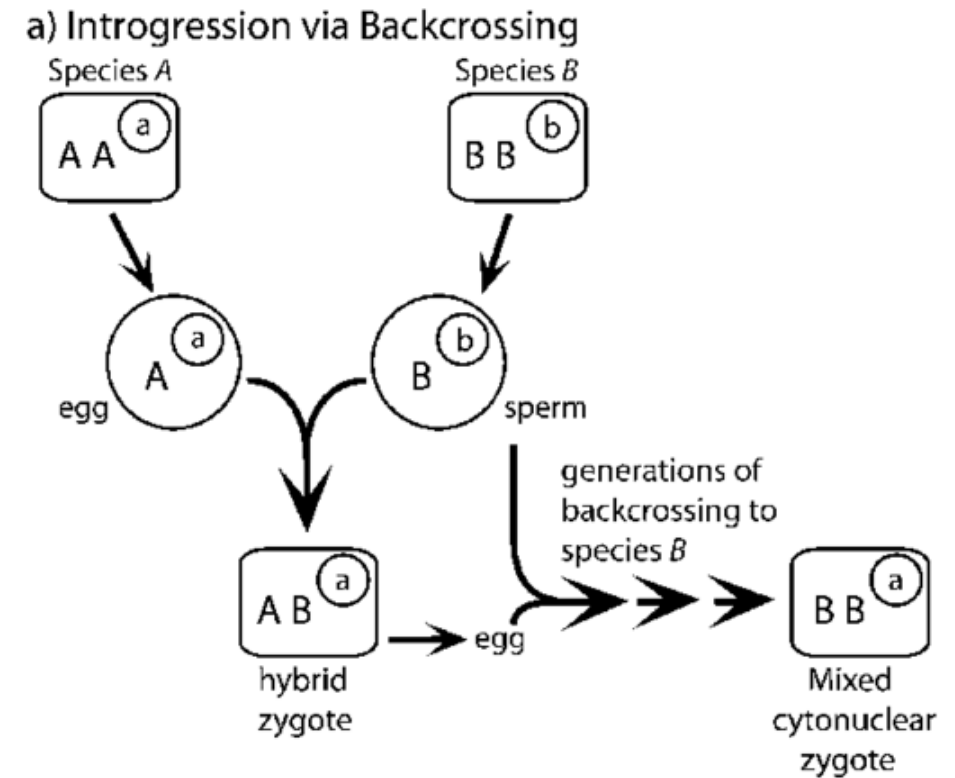 a) Introgression via Backcrossing
Species A
Species B
A A
a
B B
b
A
a
B
b
egg
sperm
generations of
backcrossing to
species B
A B
a
egg
B B
a
hybrid
zygote
Mixed
cytonuclear
zygote